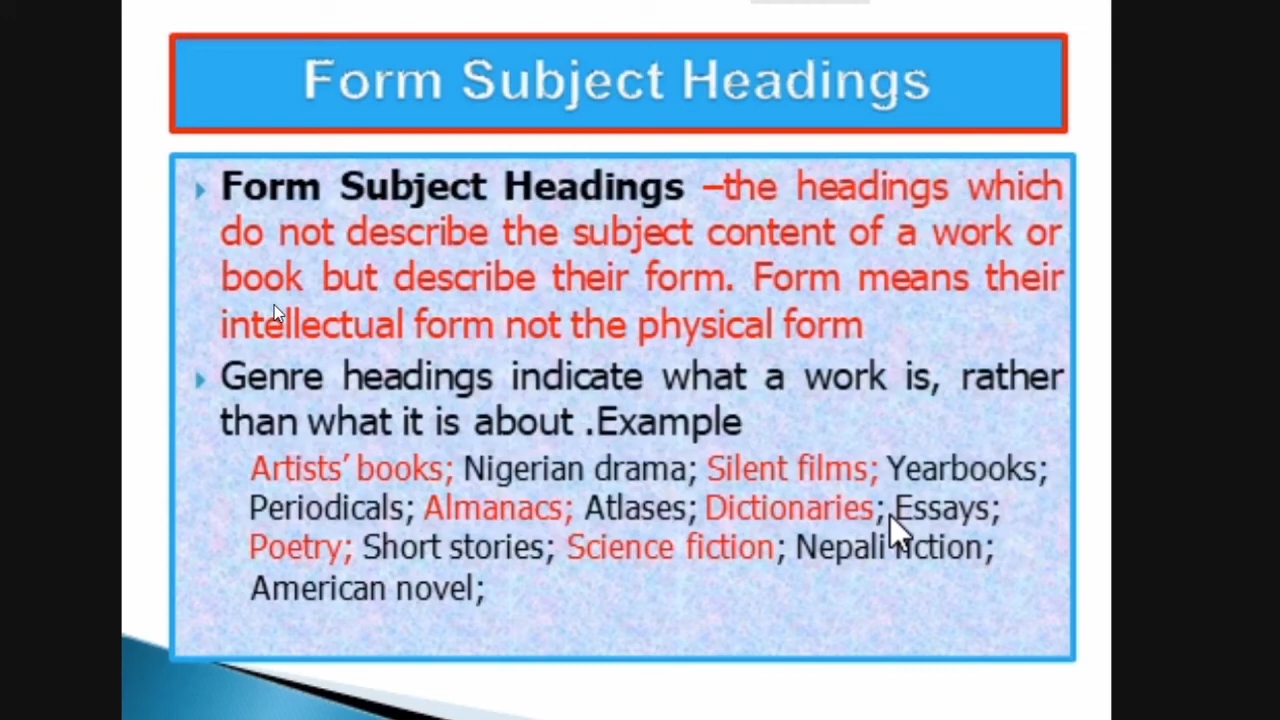 Form Subject Headings
Form Subject Headings –the headings which
do not describe the subject content of a work or
book but describe their form. Form means their
intellectual form not the physical form
Genre headings indicate what a work is, rather
than what it is about .Example
Artists’ books; Nigerian drama; Silent films; Yearbooks;
Periodicals; Almanacs; Atlases; Dictionaries; Essays;
Poetry; Short stories; Science fiction; Nepali fiction;
American novel;